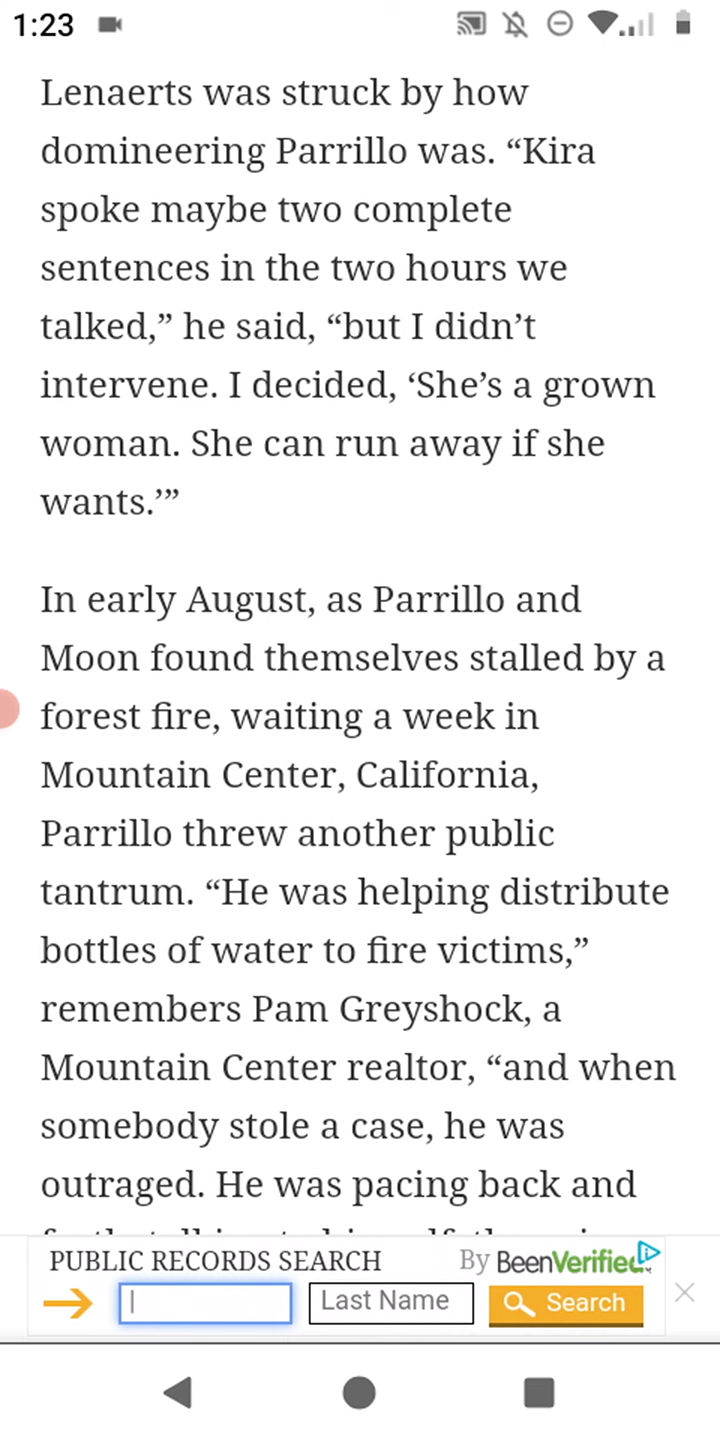 1:23
Lenaerts was struck by how
domineering Parrillo was. “Kira
spoke maybe two complete
sentences in the two hours we
talked,” he said, “but I didn’t
intervene. I decided, ‘She’s a grown
woman. She can run away if she
wants.’”
In early August, as Parrillo and
Moon found themselves stalled by a
forest fire, waiting a week in
Mountain Center, California,
Parrillo threw another public
tantrum. “He was helping distribute
bottles of water to fire victims,”
remembers Pam Greyshock, a
Mountain Center realtor, “and when
somebody stole a case, he was
outraged. He was pacing back and
PUBLIC RECORDS SEARCH By BeenVerified
Last Name Search